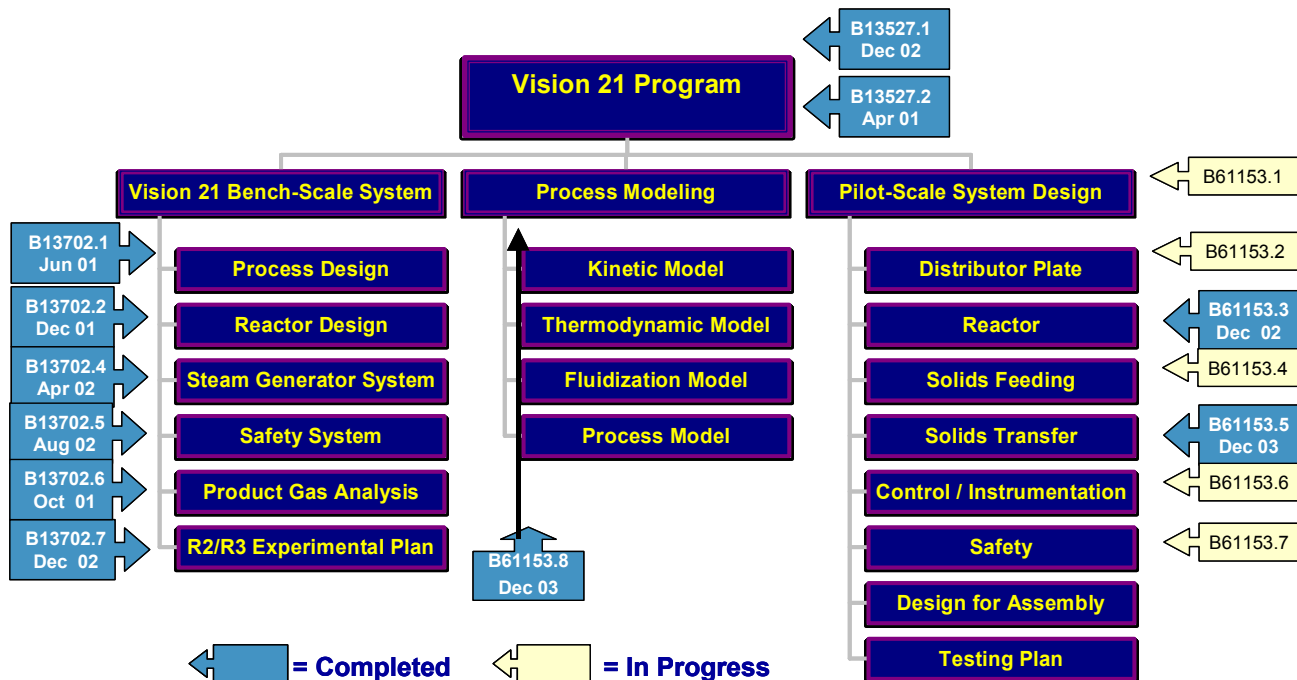 B13527.1
Dec 02
Vision 21 Program
B13527.2
Apr 01
Vision 21 Bench-Scale System
Process Modeling
Pilot-Scale System Design
B61153.1
B13702.1
Jun 01
Process Design
Kinetic Model
Distributor Plate
B61153.2
B13702.2
Dec 01
Reactor Design
Thermodynamic Model
Reactor
B61153.3
Dec 02
B13702.4
Apr 02
Steam Generator System
Fluidization Model
Solids Feeding
B61153.4
B13702.5
Aug 02
Safety System
Process Model
Solids Transfer
B61153.5
Dec 03
B13702.6
Oct 01
Product Gas Analysis
Control / Instrumentation
B61153.6
B13702.7
Dec 02
R2/R3 Experimental Plan
Safety
B61153.7
B61153.8
Dec 03
Design for Assembly
Testing Plan
= Completed
= In Progress